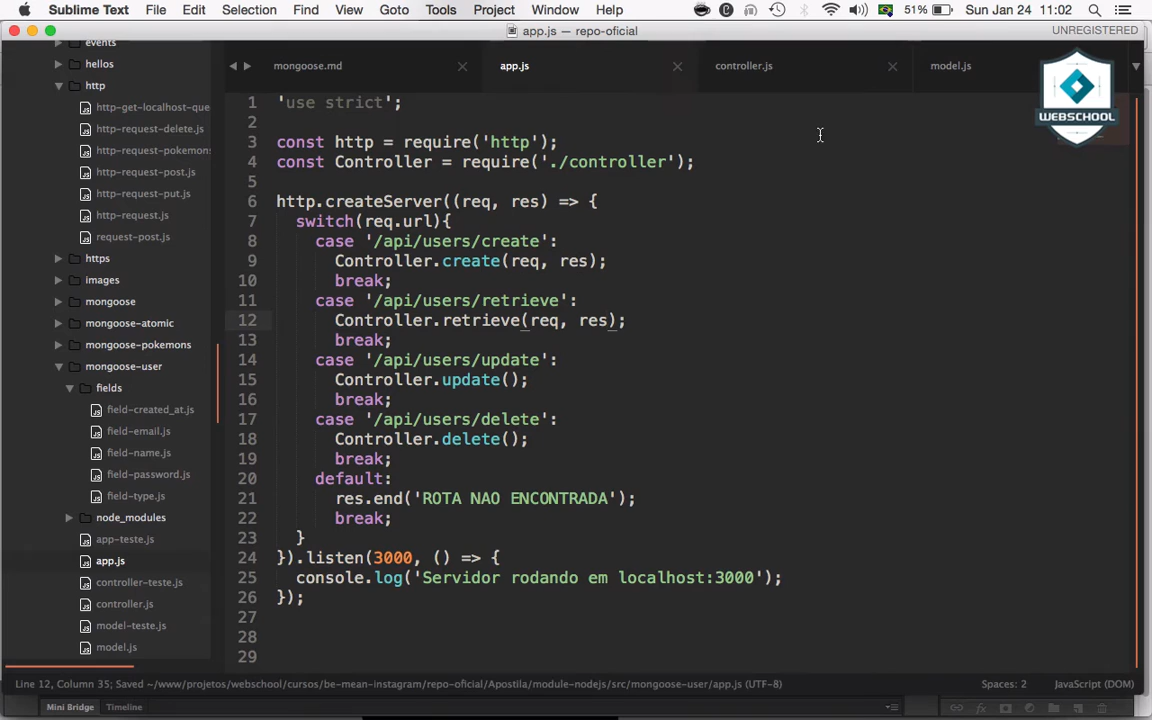 Sublime Text File Edit Selection Find View Goto Tools Project Window Help 51% Sun Jan 24 11:02
app.js — repo-oficial UNREGISTERED
mongoose.md app.js controller.js model.js
WEBSCHOOL
events
hellos
http
http-get-localhost-que
http-request-delete.js
http-request-pokemons
http-request-post.js
http-request-put.js
http-request.js
request-post.js
https
images
mongoose
mongoose-atomic
mongoose-pokemons
mongoose-user
fields
field-created_at.js
field-email.js
field-name.js
field-password.js
field-type.js
node_modules
app-teste.js
app.js
controller-teste.js
controller.js
model-teste.js
model.js
1 'use strict';
2
3 const http = require('http');
4 const Controller = require('./controller');
5
6 http.createServer((req, res) => {
7 switch(req.url){
8 case '/api/users/create':
9 Controller.create(req, res);
10 break;
11 case '/api/users/retrieve':
12 Controller.retrieve(req, res);
13 break;
14 case '/api/users/update':
15 Controller.update();
16 break;
17 case '/api/users/delete':
18 Controller.delete();
19 break;
20 default:
21 res.end('ROTA NAO ENCONTRADA');
22 break;
23 }
24 }).listen(3000, () => {
25 console.log('Servidor rodando em localhost:3000');
26 });
27
28
29
Line 12, Column 35; Saved ~/www/projetos/webschool/cursos/be-mean-instagram/repo-oficial/Apostila/module-nodejs/src/mongoose-user/app.js (UTF-8) Spaces: 2 JavaScript (DOM)
Mini Bridge Timeline